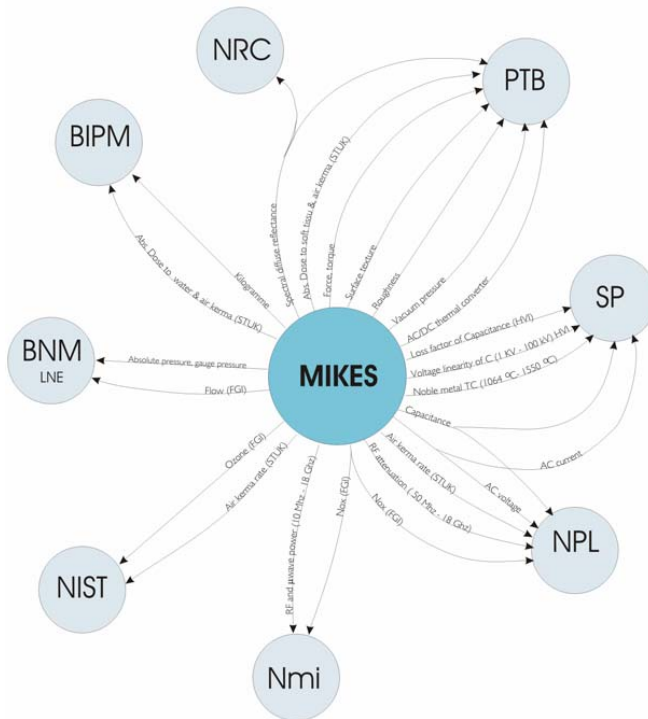 NRC
PTB
BIPM
Spectral diffuse reflectance
Abs. Dose to soft tissu & air kerma (STUK)
Force, torque
Surface texture
Roughness
Vacuum pressure
AC/DC thermal converter
Kilogramme
Abs. Dose to water & air kerma (STUK)
SP
Loss factor of Capacitance (HVI)
Voltage linearity of C (1 KV - 100 kV) HVI
Noble metal TC (1064 ºC- 1550 ºC)
MIKES
BNM
LNE
Absolute pressure, gauge pressure
Flow (FGI)
Capacitance
AC current
Ozone (FGI)
Air kerma rate (STUK)
Air kerma rate (STUK)
AC voltage
RF attenuation ( 50 Mhz - 18 Ghz)
Nox (FGI)
RF and µwave power (10 Mhz - 18 Ghz)
Nox (FGI)
NPL
NIST
Nmi